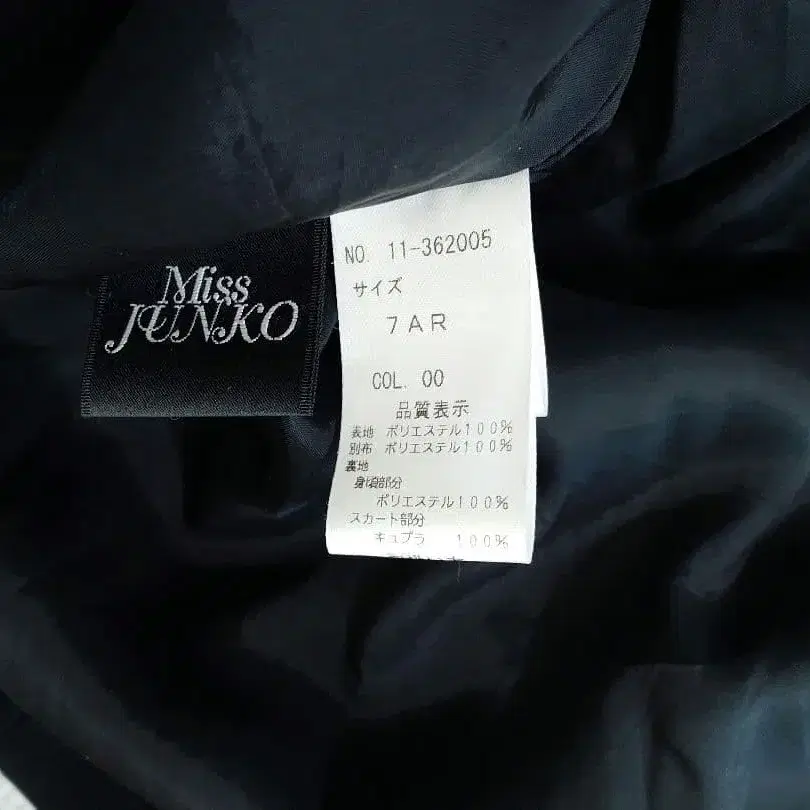 Miss
JUNKO
NO. 11-362005
サイズ
7AR
COL. 00
品質表示
表地 ポリエステル100%
別布 ポリエステル100%
裏地
身頃部分
ポリエステル100%
スカート部分
キュプラ 100%